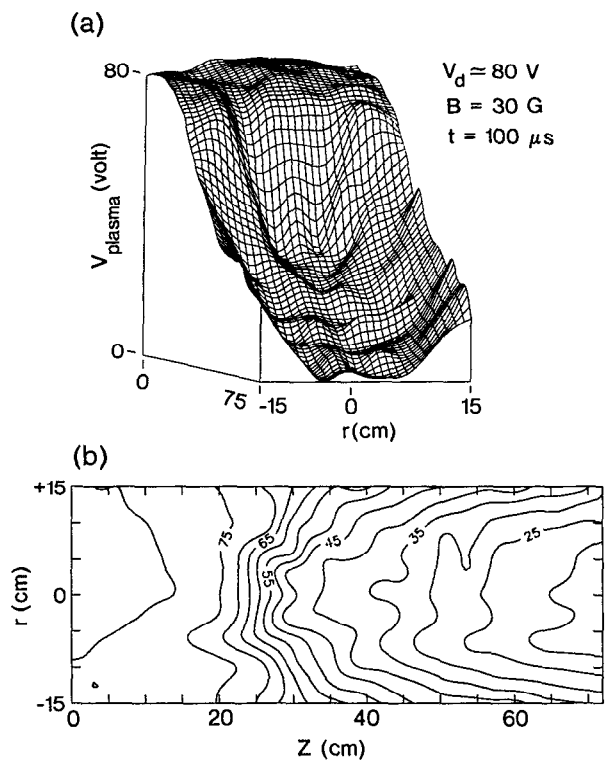 (a)
80
V_d ≃ 80 V
B = 30 G
t = 100 μs
V_plasma (volt)
0
0
75
-15
0
15
r(cm)
(b)
+15
0
-15
r (cm)
75
65
55
45
35
25
0
20
40
60
Z (cm)